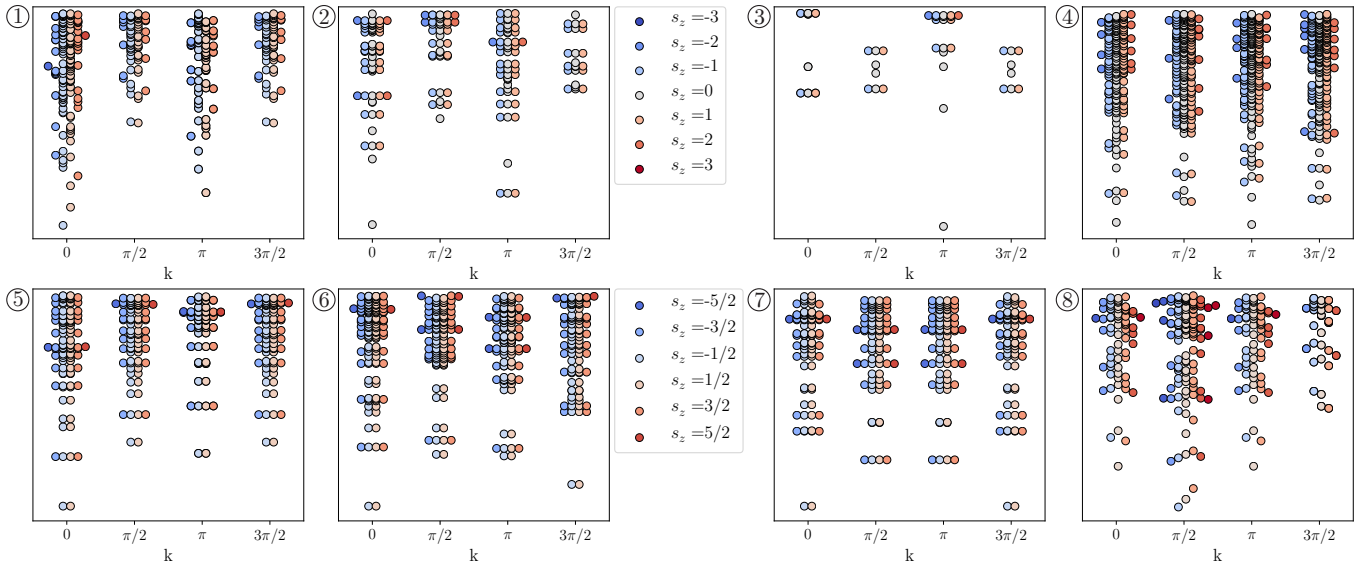 ① ② ③ ④
s_z =-3
s_z =-2
s_z =-1
s_z =0
s_z =1
s_z =2
s_z =3
0 π/2 π 3π/2
k
0 π/2 π 3π/2
k
0 π/2 π 3π/2
k
0 π/2 π 3π/2
k
⑤ ⑥ ⑦ ⑧
s_z =-5/2
s_z =-3/2
s_z =-1/2
s_z =1/2
s_z =3/2
s_z =5/2
0 π/2 π 3π/2
k
0 π/2 π 3π/2
k
0 π/2 π 3π/2
k
0 π/2 π 3π/2
k